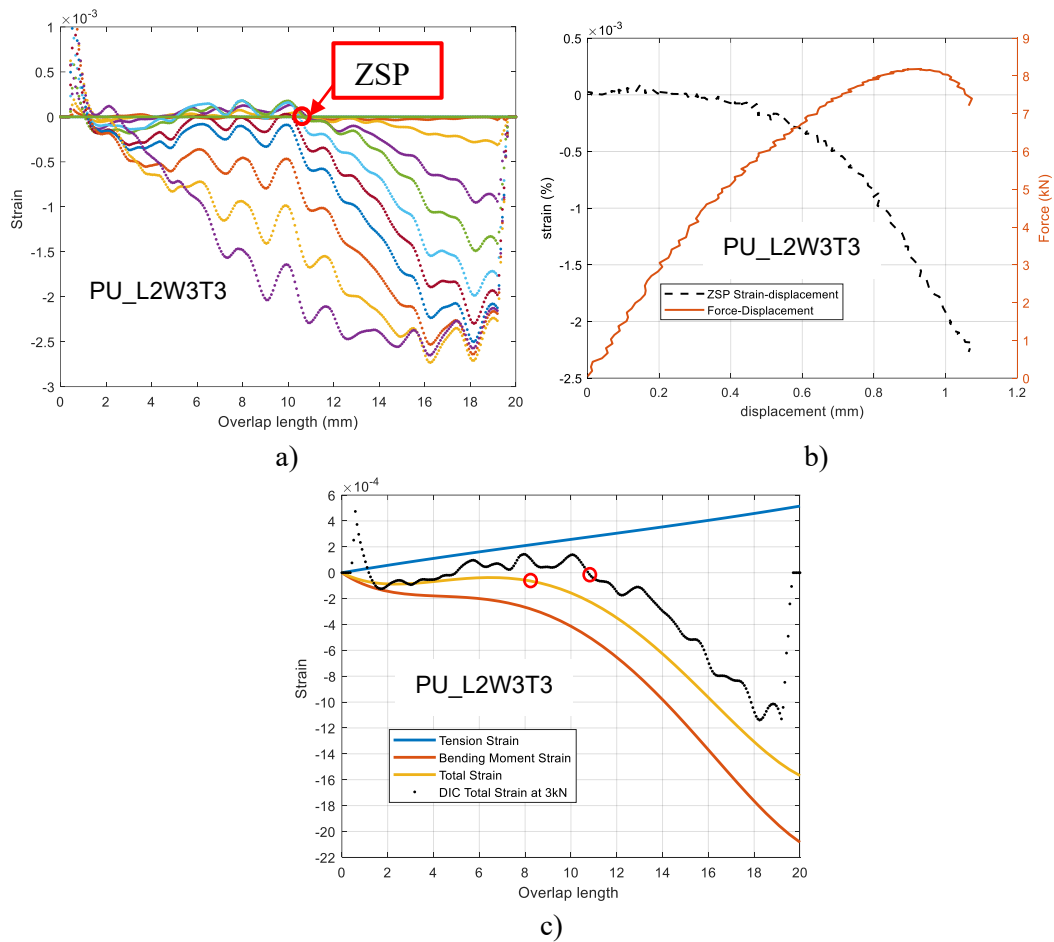 ×10⁻³
1
0.5
0
-0.5
-1
-1.5
-2
-2.5
-3
Strain
ZSP
PU_L2W3T3
0 2 4 6 8 10 12 14 16 18 20
Overlap length (mm)
a)
×10⁻³
0.5
0
-0.5
-1
-1.5
-2
-2.5
strain (%)
9
8
7
6
5
4
3
2
1
0
Force (kN)
PU_L2W3T3
ZSP Strain-displacement
Force-Displacement
0 0.2 0.4 0.6 0.8 1 1.2
displacement (mm)
b)
×10⁻⁴
6
4
2
0
-2
-4
-6
-8
-10
-12
-14
-16
-18
-20
-22
Strain
PU_L2W3T3
Tension Strain
Bending Moment Strain
Total Strain
DIC Total Strain at 3kN
0 2 4 6 8 10 12 14 16 18 20
Overlap length
c)